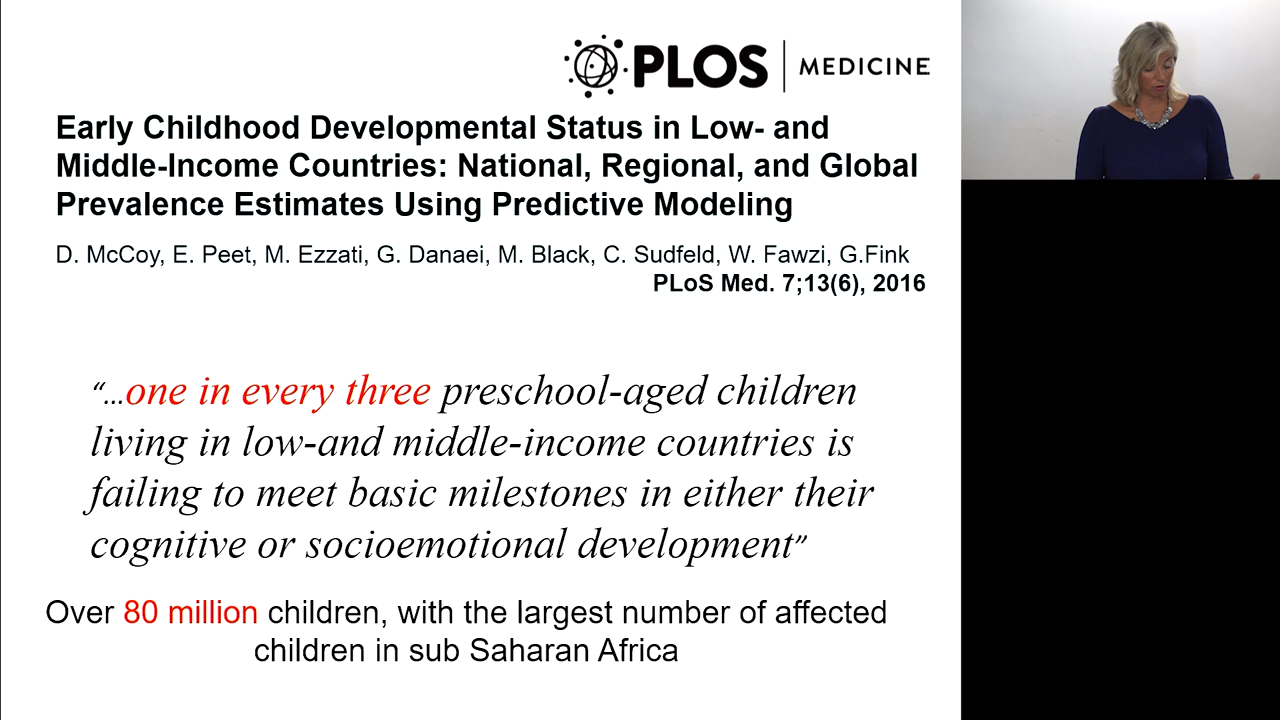 PLOS | MEDICINE
Early Childhood Developmental Status in Low- and
Middle-Income Countries: National, Regional, and Global
Prevalence Estimates Using Predictive Modeling
D. McCoy, E. Peet, M. Ezzati, G. Danaei, M. Black, C. Sudfeld, W. Fawzi, G.Fink
PLoS Med. 7;13(6), 2016
“...one in every three preschool-aged children
living in low-and middle-income countries is
failing to meet basic milestones in either their
cognitive or socioemotional development”
Over 80 million children, with the largest number of affected
children in sub Saharan Africa